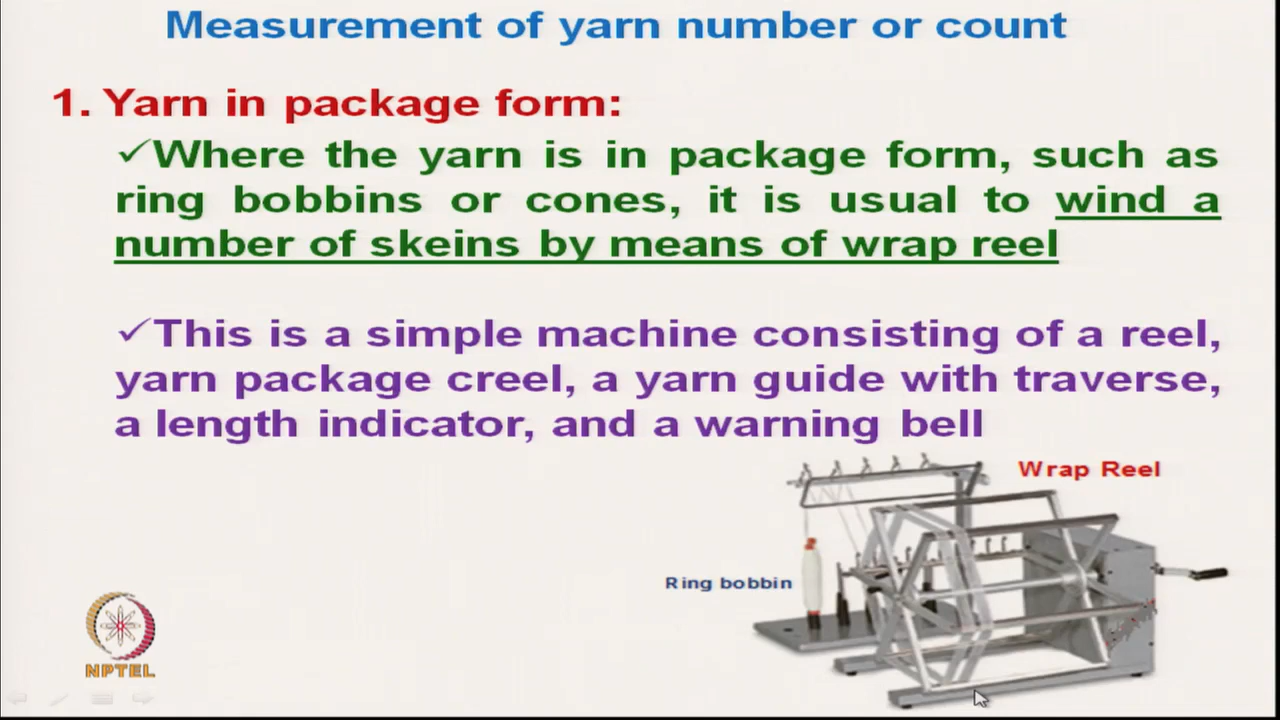 Measurement of yarn number or count
1. Yarn in package form:
✓Where the yarn is in package form, such as
ring bobbins or cones, it is usual to wind a
number of skeins by means of wrap reel
✓This is a simple machine consisting of a reel,
yarn package creel, a yarn guide with traverse,
a length indicator, and a warning bell
Wrap Reel
Ring bobbin
NPTEL